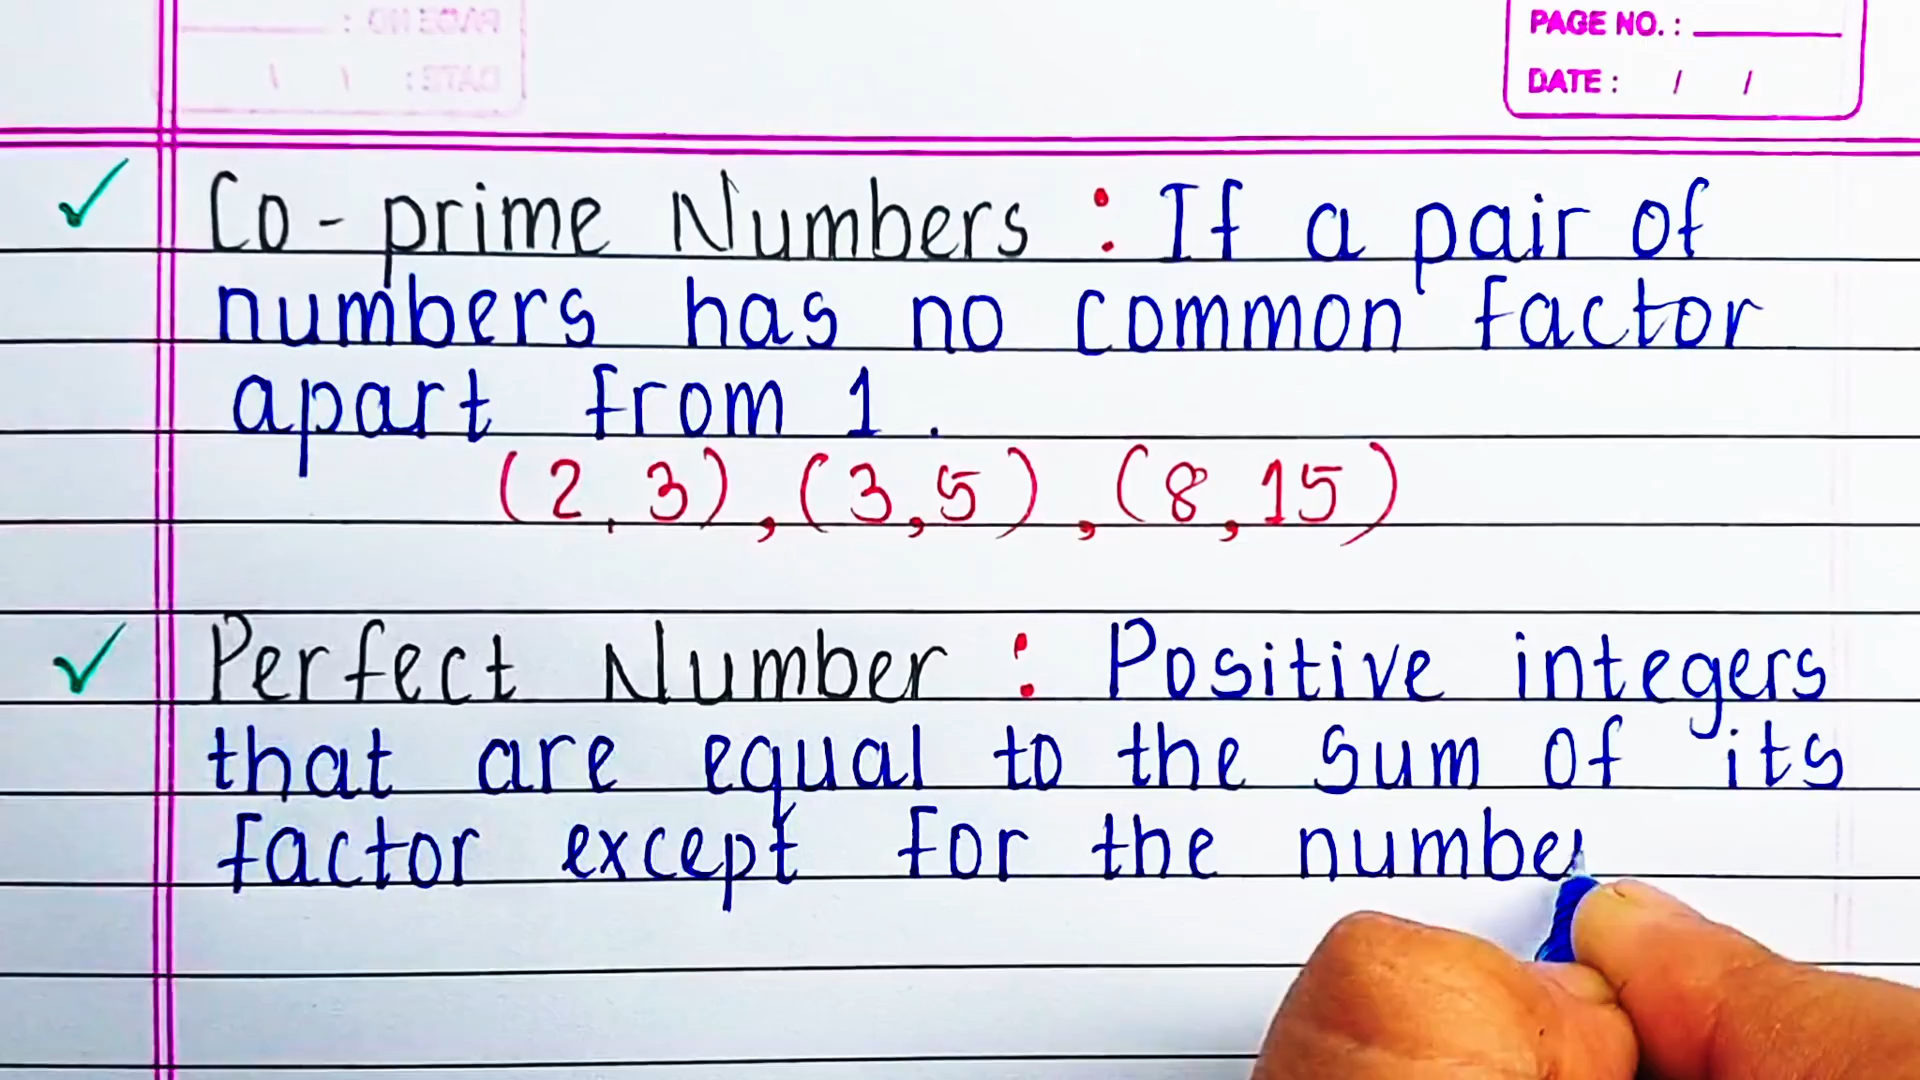 PAGE NO. :
DATE : / /
✓ Co-prime Numbers : If a pair of
numbers has no common factor
apart from 1.
(2,3), (3,5), (8,15)
✓ Perfect Number : Positive integers
that are equal to the sum of its
factor except for the number